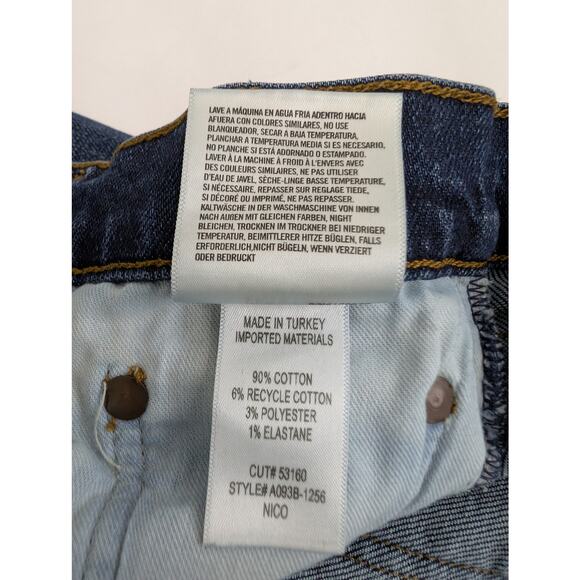 LAVE A MÁQUINA EN AGUA FRIA ADENTRO HACIA
AFUERA CON COLORES SIMILARES, NO USE
BLANQUEADOR, SECAR A BAJA TEMPERATURA,
PLANCHAR A TEMPERATURA MEDIA SI ES NECESARIO,
NO PLANCHE SI ESTÁ ADORNADO O ESTAMPADO.
LAVER À LA MACHINE À FROID À L'ENVERS AVEC
DES COULEURS SIMILAIRES, NE PAS UTILISER
D'EAU DE JAVEL, SÈCHE-LINGE BASSE TEMPÉRATURE,
SI NÉCESSAIRE, REPASSER SUR REGLAGE TIEDE,
SI DÉCORÉ OU IMPRIMÉ, NE PAS REPASSER.
KALTWÄSCHE IN DER WASCHMASCHINE VON INNEN
NACH AUßEN MIT GLEICHEN FARBEN, NIGHT
BLEACHEN, TROCKNEN IM TROCKNER BEI NIEDRIGER
TEMPERATUR, BEIMITTLERER HITZE BÜGLEN, FALLS
ERFORDERLICH,NICHT BÜGELN, WENN VERZIERT
ODER BEDRUCKT
MADE IN TURKEY
IMPORTED MATERIALS
90% COTTON
6% RECYCLE COTTON
3% POLYESTER
1% ELASTANE
CUT# 53160
STYLE# A093B-1256
NICO